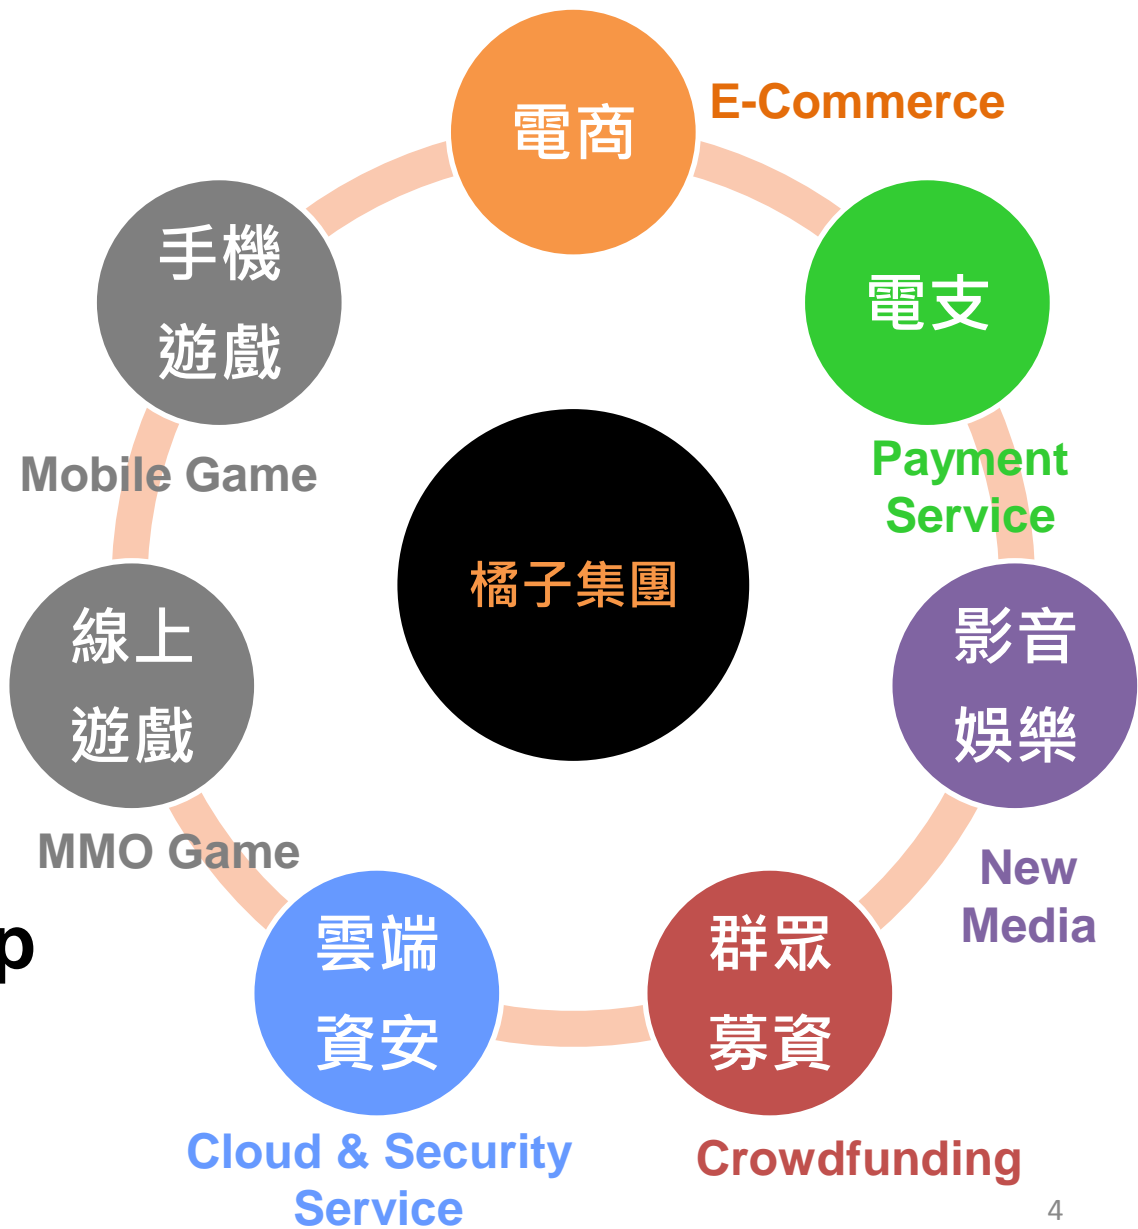 電商
E-Commerce
電支
Payment
Service
影音
娛樂
New
Media
群眾
募資
Crowdfunding
雲端
資安
Cloud & Security
Service
線上
遊戲
MMO Game
手機
遊戲
Mobile Game
橘子集團
p
4